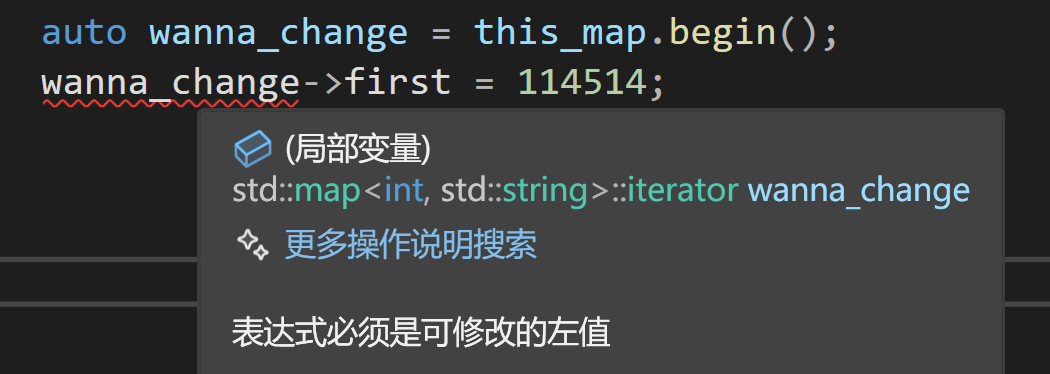 auto wanna_change = this_map.begin();
wanna_change->first = 114514;
(局部变量)
std::map<int, std::string>::iterator wanna_change
更多操作说明搜索
表达式必须是可修改的左值